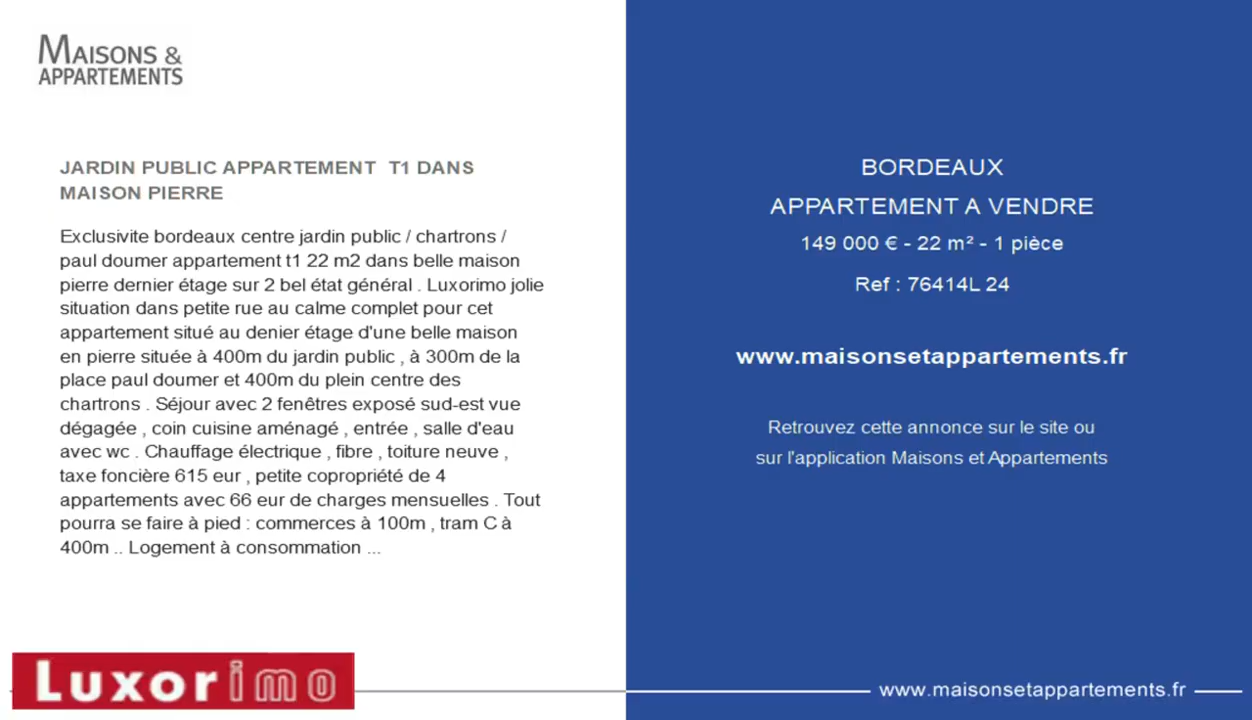 MAISONS &
APPARTEMENTS
JARDIN PUBLIC APPARTEMENT T1 DANS
MAISON PIERRE
Exclusivite bordeaux centre jardin public / chartrons /
paul doumer appartement t1 22 m2 dans belle maison
pierre dernier étage sur 2 bel état général . Luxorimo jolie
situation dans petite rue au calme complet pour cet
appartement situé au denier étage d'une belle maison
en pierre située à 400m du jardin public , à 300m de la
place paul doumer et 400m du plein centre des
chartrons . Séjour avec 2 fenêtres exposé sud-est vue
dégagée , coin cuisine aménagé , entrée , salle d'eau
avec wc . Chauffage électrique , fibre , toiture neuve ,
taxe foncière 615 eur , petite copropriété de 4
appartements avec 66 eur de charges mensuelles . Tout
pourra se faire à pied : commerces à 100m , tram C à
400m .. Logement à consommation ...
Luxorimo
BORDEAUX
APPARTEMENT A VENDRE
149 000 € - 22 m² - 1 pièce
Ref : 76414L 24
www.maisonsetappartements.fr
Retrouvez cette annonce sur le site ou
sur l'application Maisons et Appartements
www.maisonsetappartements.fr